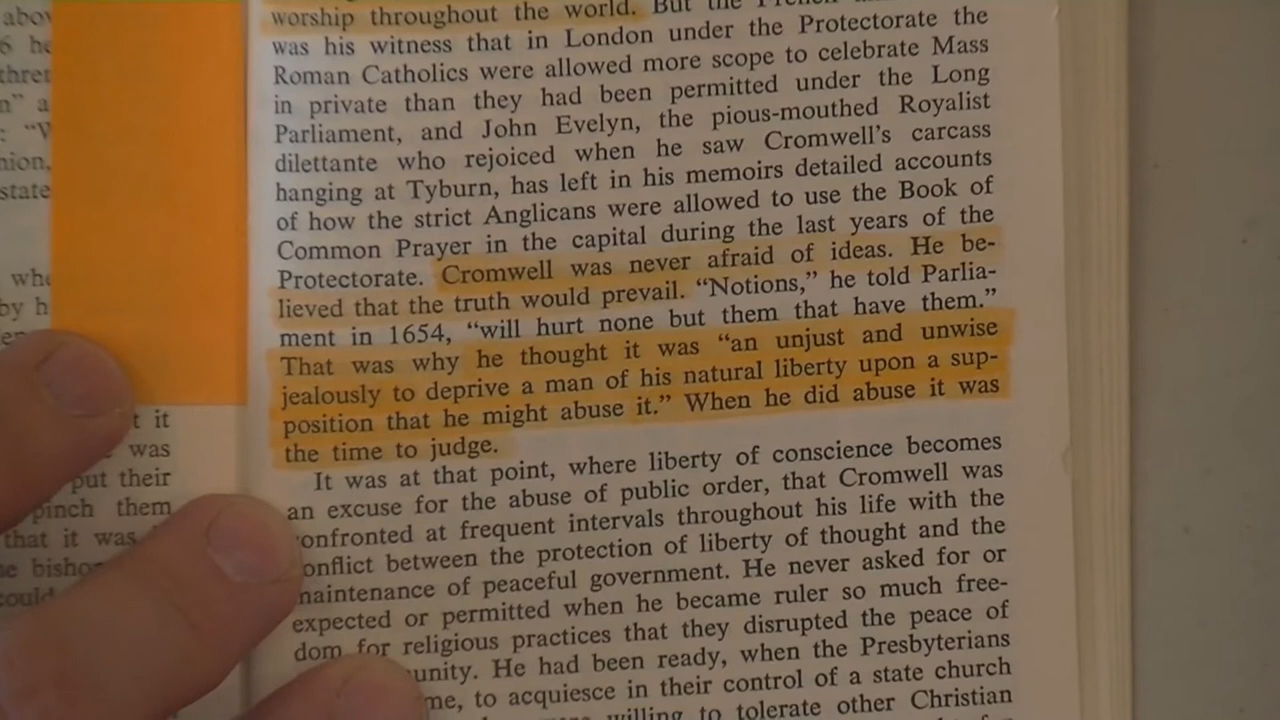 abov
6 he
thre
n" a
: "V
nion,
state
whe
by h
t it
was
put their
pinch them
that it was
he bisho
could
worship throughout the world. But the French
was his witness that in London under the Protectorate the
Roman Catholics were allowed more scope to celebrate Mass
in private than they had been permitted under the Long
Parliament, and John Evelyn, the pious-mouthed Royalist
dilettante who rejoiced when he saw Cromwell's carcass
hanging at Tyburn, has left in his memoirs detailed accounts
of how the strict Anglicans were allowed to use the Book of
Common Prayer in the capital during the last years of the
Protectorate. Cromwell was never afraid of ideas. He be-
lieved that the truth would prevail. “Notions,” he told Parlia-
ment in 1654, “will hurt none but them that have them.”
That was why he thought it was “an unjust and unwise
jealously to deprive a man of his natural liberty upon a sup-
position that he might abuse it.” When he did abuse it was
the time to judge.
It was at that point, where liberty of conscience becomes
an excuse for the abuse of public order, that Cromwell was
confronted at frequent intervals throughout his life with the
conflict between the protection of liberty of thought and the
maintenance of peaceful government. He never asked for or
expected or permitted when he became ruler so much free-
dom for religious practices that they disrupted the peace of
unity. He had been ready, when the Presbyterians
me, to acquiesce in their control of a state church
willing to tolerate other Christian